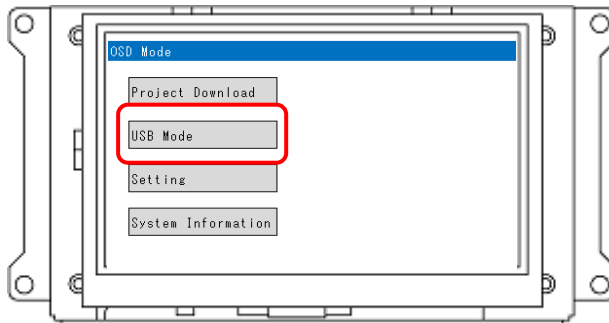 OSD Mode
Project Download
USB Mode
Setting
System Information